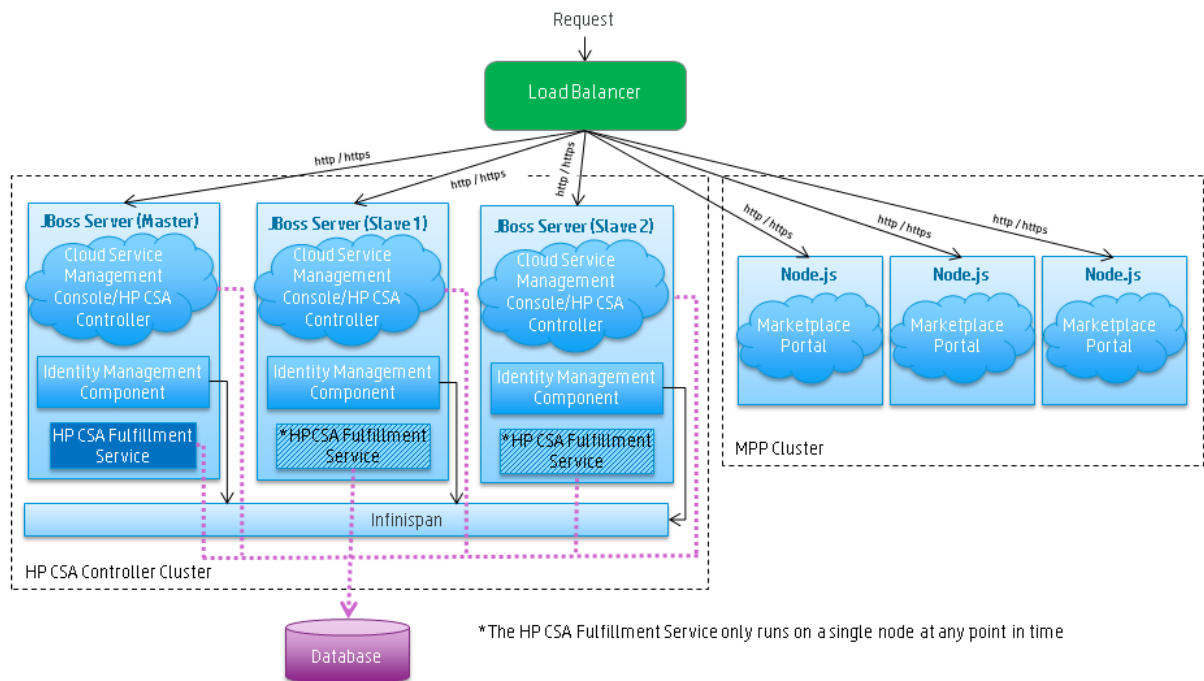 Request
Load Balancer
http / https
http / https
http / https
http / https
http / https
http / https
JBoss Server (Master)
Cloud Service
Management
Console/HP CSA
Controller
Identity Management
Component
HP CSA Fulfillment
Service
JBoss Server (Slave 1)
Cloud Service
Management
Console/HP CSA
Controller
Identity Management
Component
*HPCSA Fulfillment
Service
JBoss Server (Slave 2)
Cloud Service
Management
Console/HP CSA
Controller
Identity Management
Component
*HP CSA Fulfillment
Service
Infinispan
HP CSA Controller Cluster
Node.js
Marketplace
Portal
Node.js
Marketplace
Portal
Node.js
Marketplace
Portal
MPP Cluster
Database
*The HP CSA Fulfillment Service only runs on a single node at any point in time